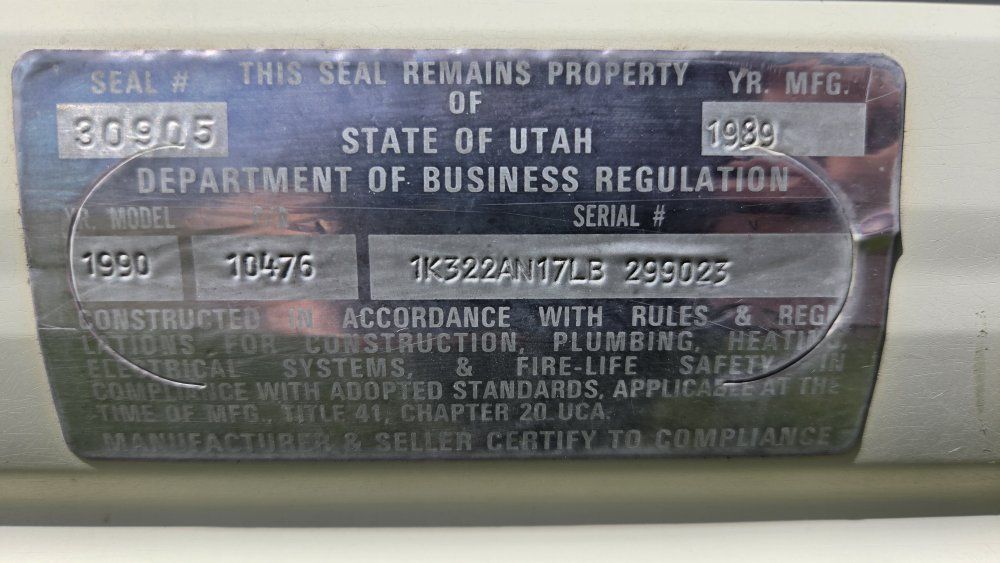 SEAL # THIS SEAL REMAINS PROPERTY YR. MFG.
OF
30905 1989
STATE OF UTAH
DEPARTMENT OF BUSINESS REGULATION
YR. MODEL SERIAL #
1990 10476 1K322AN17LB 299023
CONSTRUCTED IN ACCORDANCE WITH RULES & REGU
LATIONS FOR CONSTRUCTION, PLUMBING, HEATING,
ELECTRICAL SYSTEMS, & FIRE-LIFE SAFETY IN
COMPLIANCE WITH ADOPTED STANDARDS, APPLICABLE AT THE
TIME OF MFG., TITLE 41, CHAPTER 20 UCA.
MANUFACTURER & SELLER CERTIFY TO COMPLIANCE